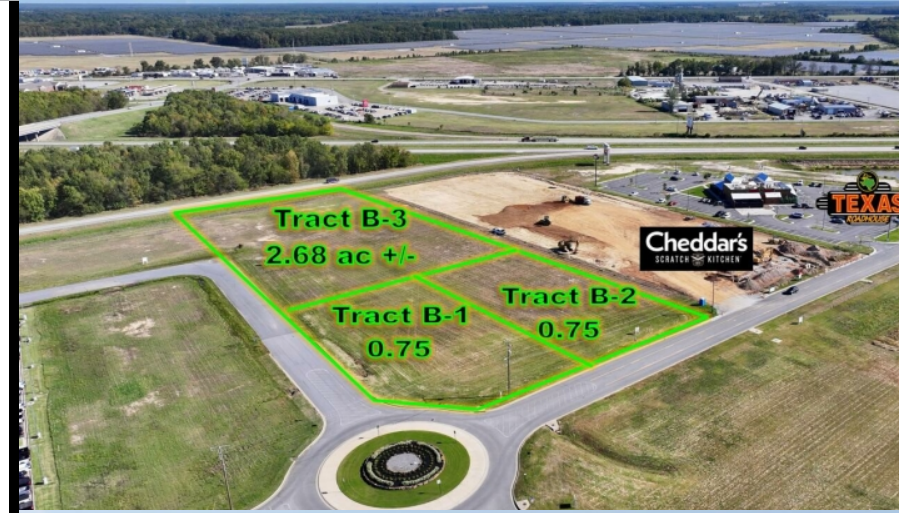 Tract B-3
2.68 ac +/-
Tract B-1
0.75
Tract B-2
0.75
Cheddar's
SCRATCH KITCHEN
TEXAS
ROADHOUSE